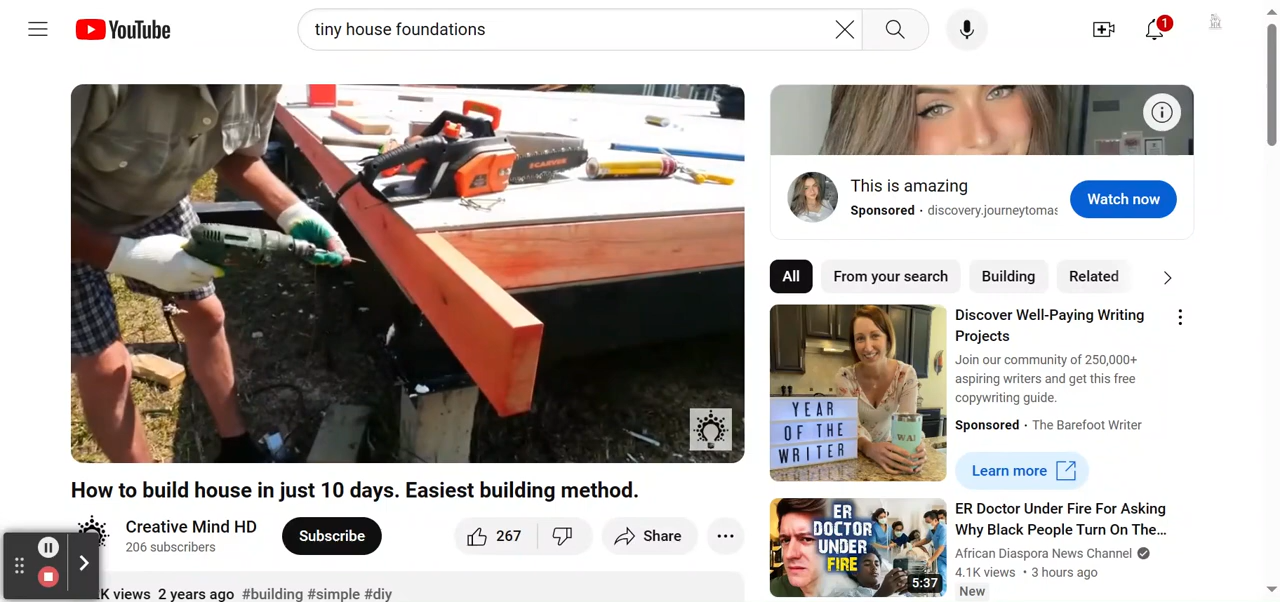 YouTube
tiny house foundations
1
This is amazing
Sponsored · discovery.journeytomas
Watch now
All
From your search
Building
Related
Discover Well-Paying Writing
Projects
Join our community of 250,000+
aspiring writers and get this free
copywriting guide.
Sponsored · The Barefoot Writer
Learn more
YEAR
OF THE
WRITER
WA!
How to build house in just 10 days. Easiest building method.
Creative Mind HD
206 subscribers
Subscribe
267
Share
ER Doctor Under Fire For Asking
Why Black People Turn On The...
African Diaspora News Channel
4.1K views • 3 hours ago
New
ER
DOCTOR
UNDER
FIRE
5:37
K views 2 years ago #building #simple #diy